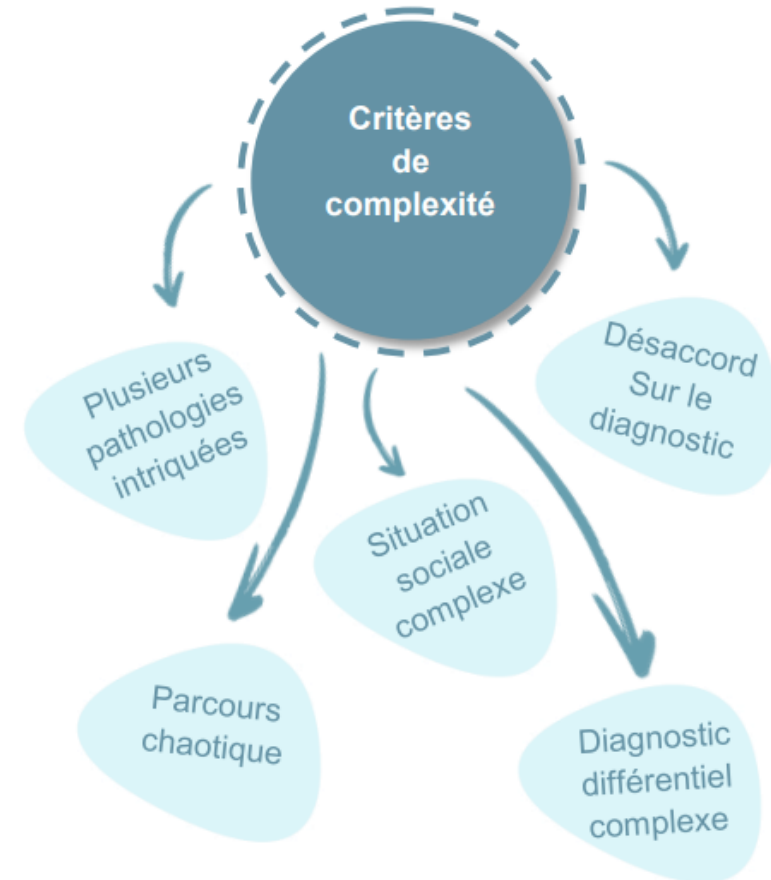 Critères
de
complexité
Désaccord
Sur le
diagnostic
Plusieurs
pathologies
intriquées
Situation
sociale
complexe
Parcours
chaotique
Diagnostic
différentiel
complexe